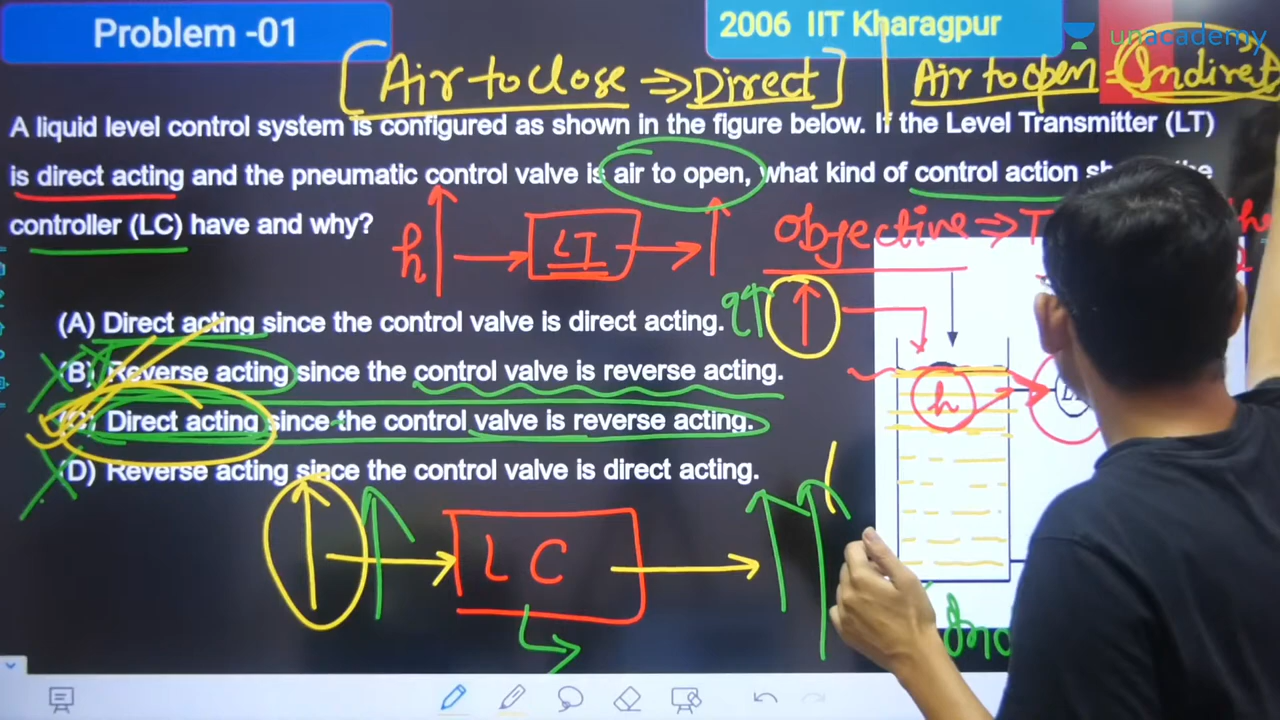 Problem -01
2006 IIT Kharagpur
unacademy
[Air to close ⇒ Direct] | Air to open = Indirect
A liquid level control system is configured as shown in the figure below. If the Level Transmitter (LT)
is direct acting and the pneumatic control valve is air to open, what kind of control action
controller (LC) have and why?
h LT
Objective ⇒
(A) Direct acting since the control valve is direct acting.
(B) Reverse acting since the control valve is reverse acting.
(C) Direct acting since the control valve is reverse acting.
(D) Reverse acting since the control valve is direct acting.
h
LC